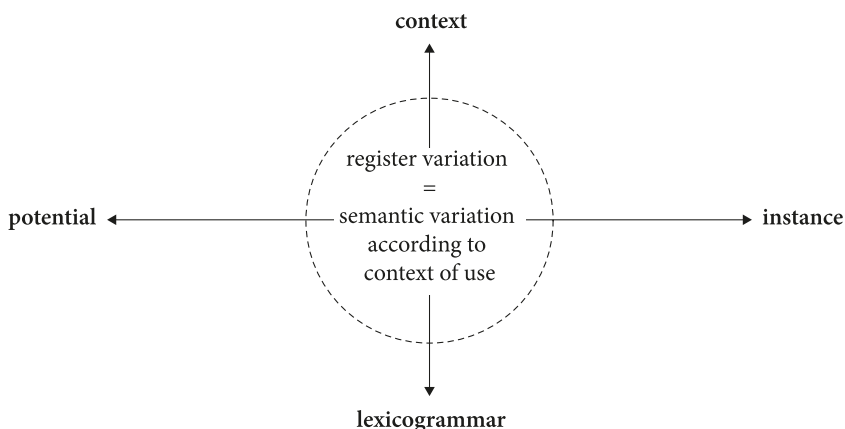 context
register variation
=
potential
semantic variation
instance
according to
context of use
lexicogrammar